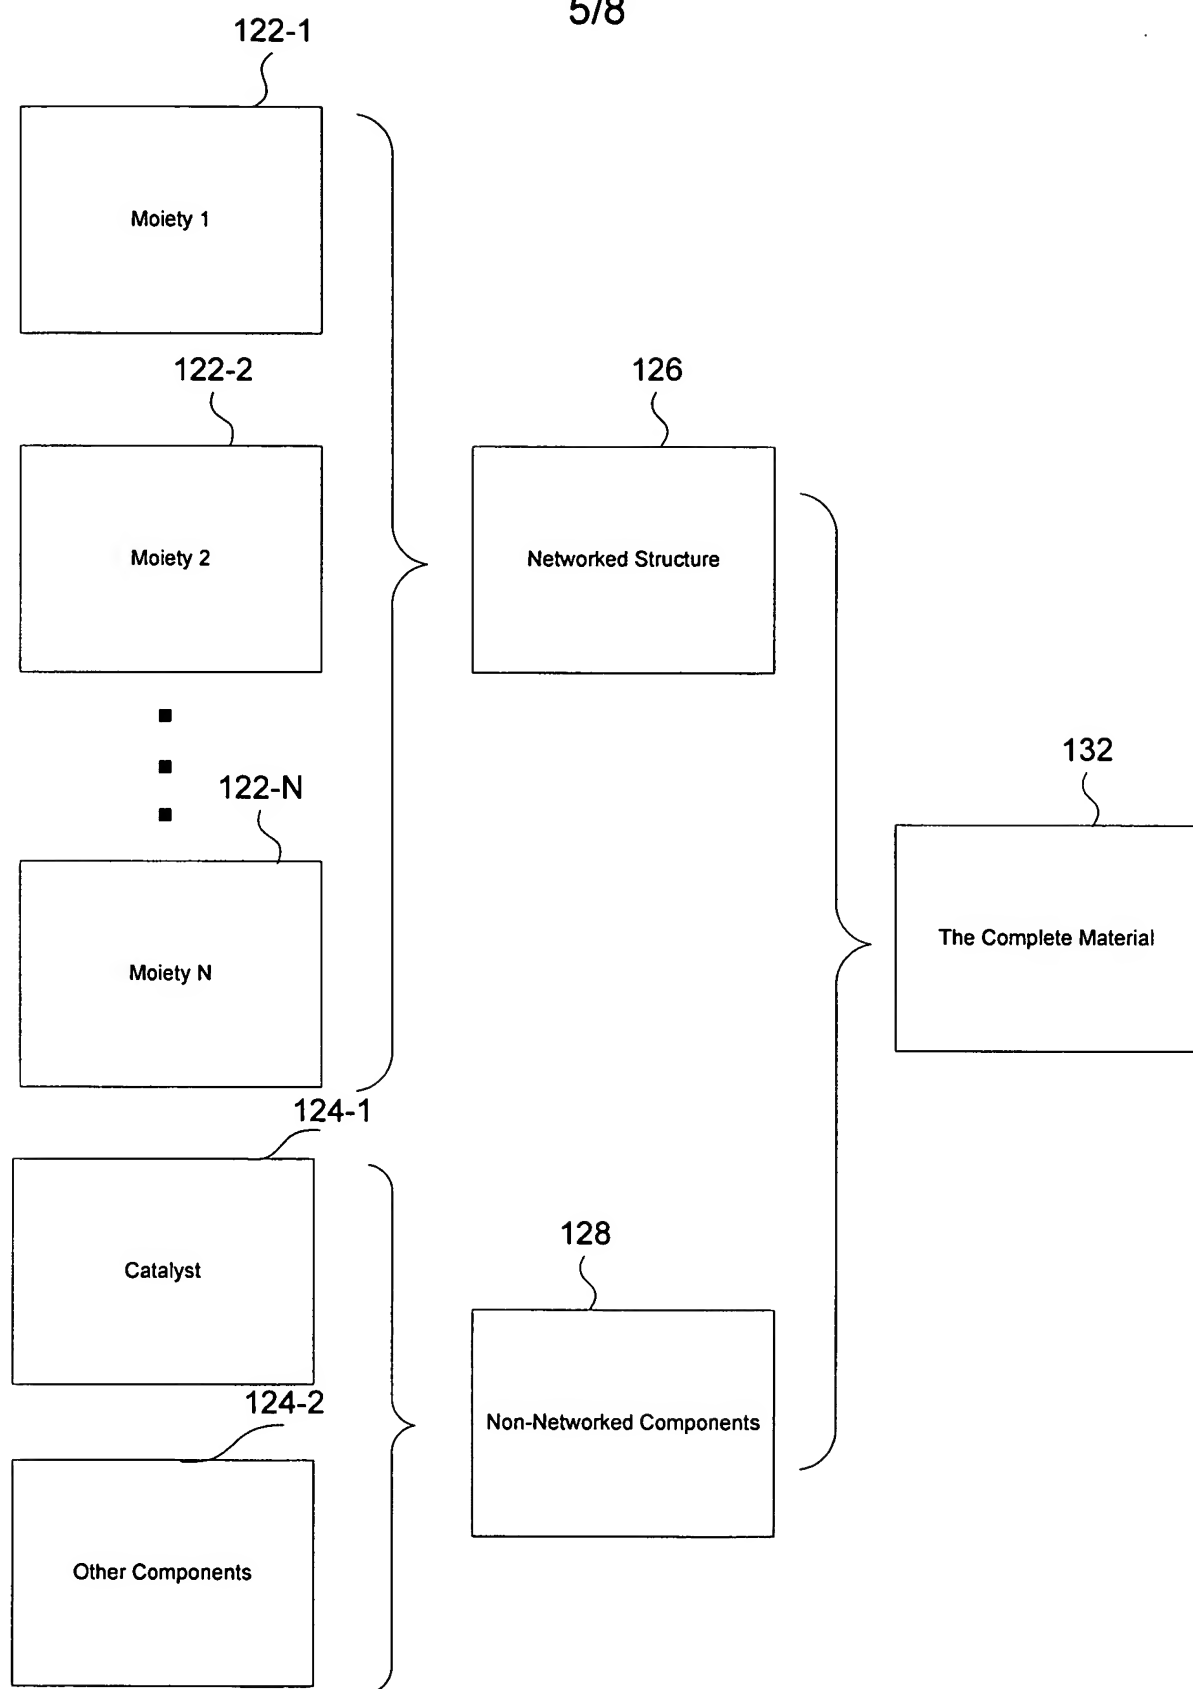 5/8
122-1
Moiety 1
122-2
Moiety 2
126
Networked Structure
122-N
Moiety N
132
The Complete Material
124-1
Catalyst
128
Non-Networked Components
124-2
Other Components